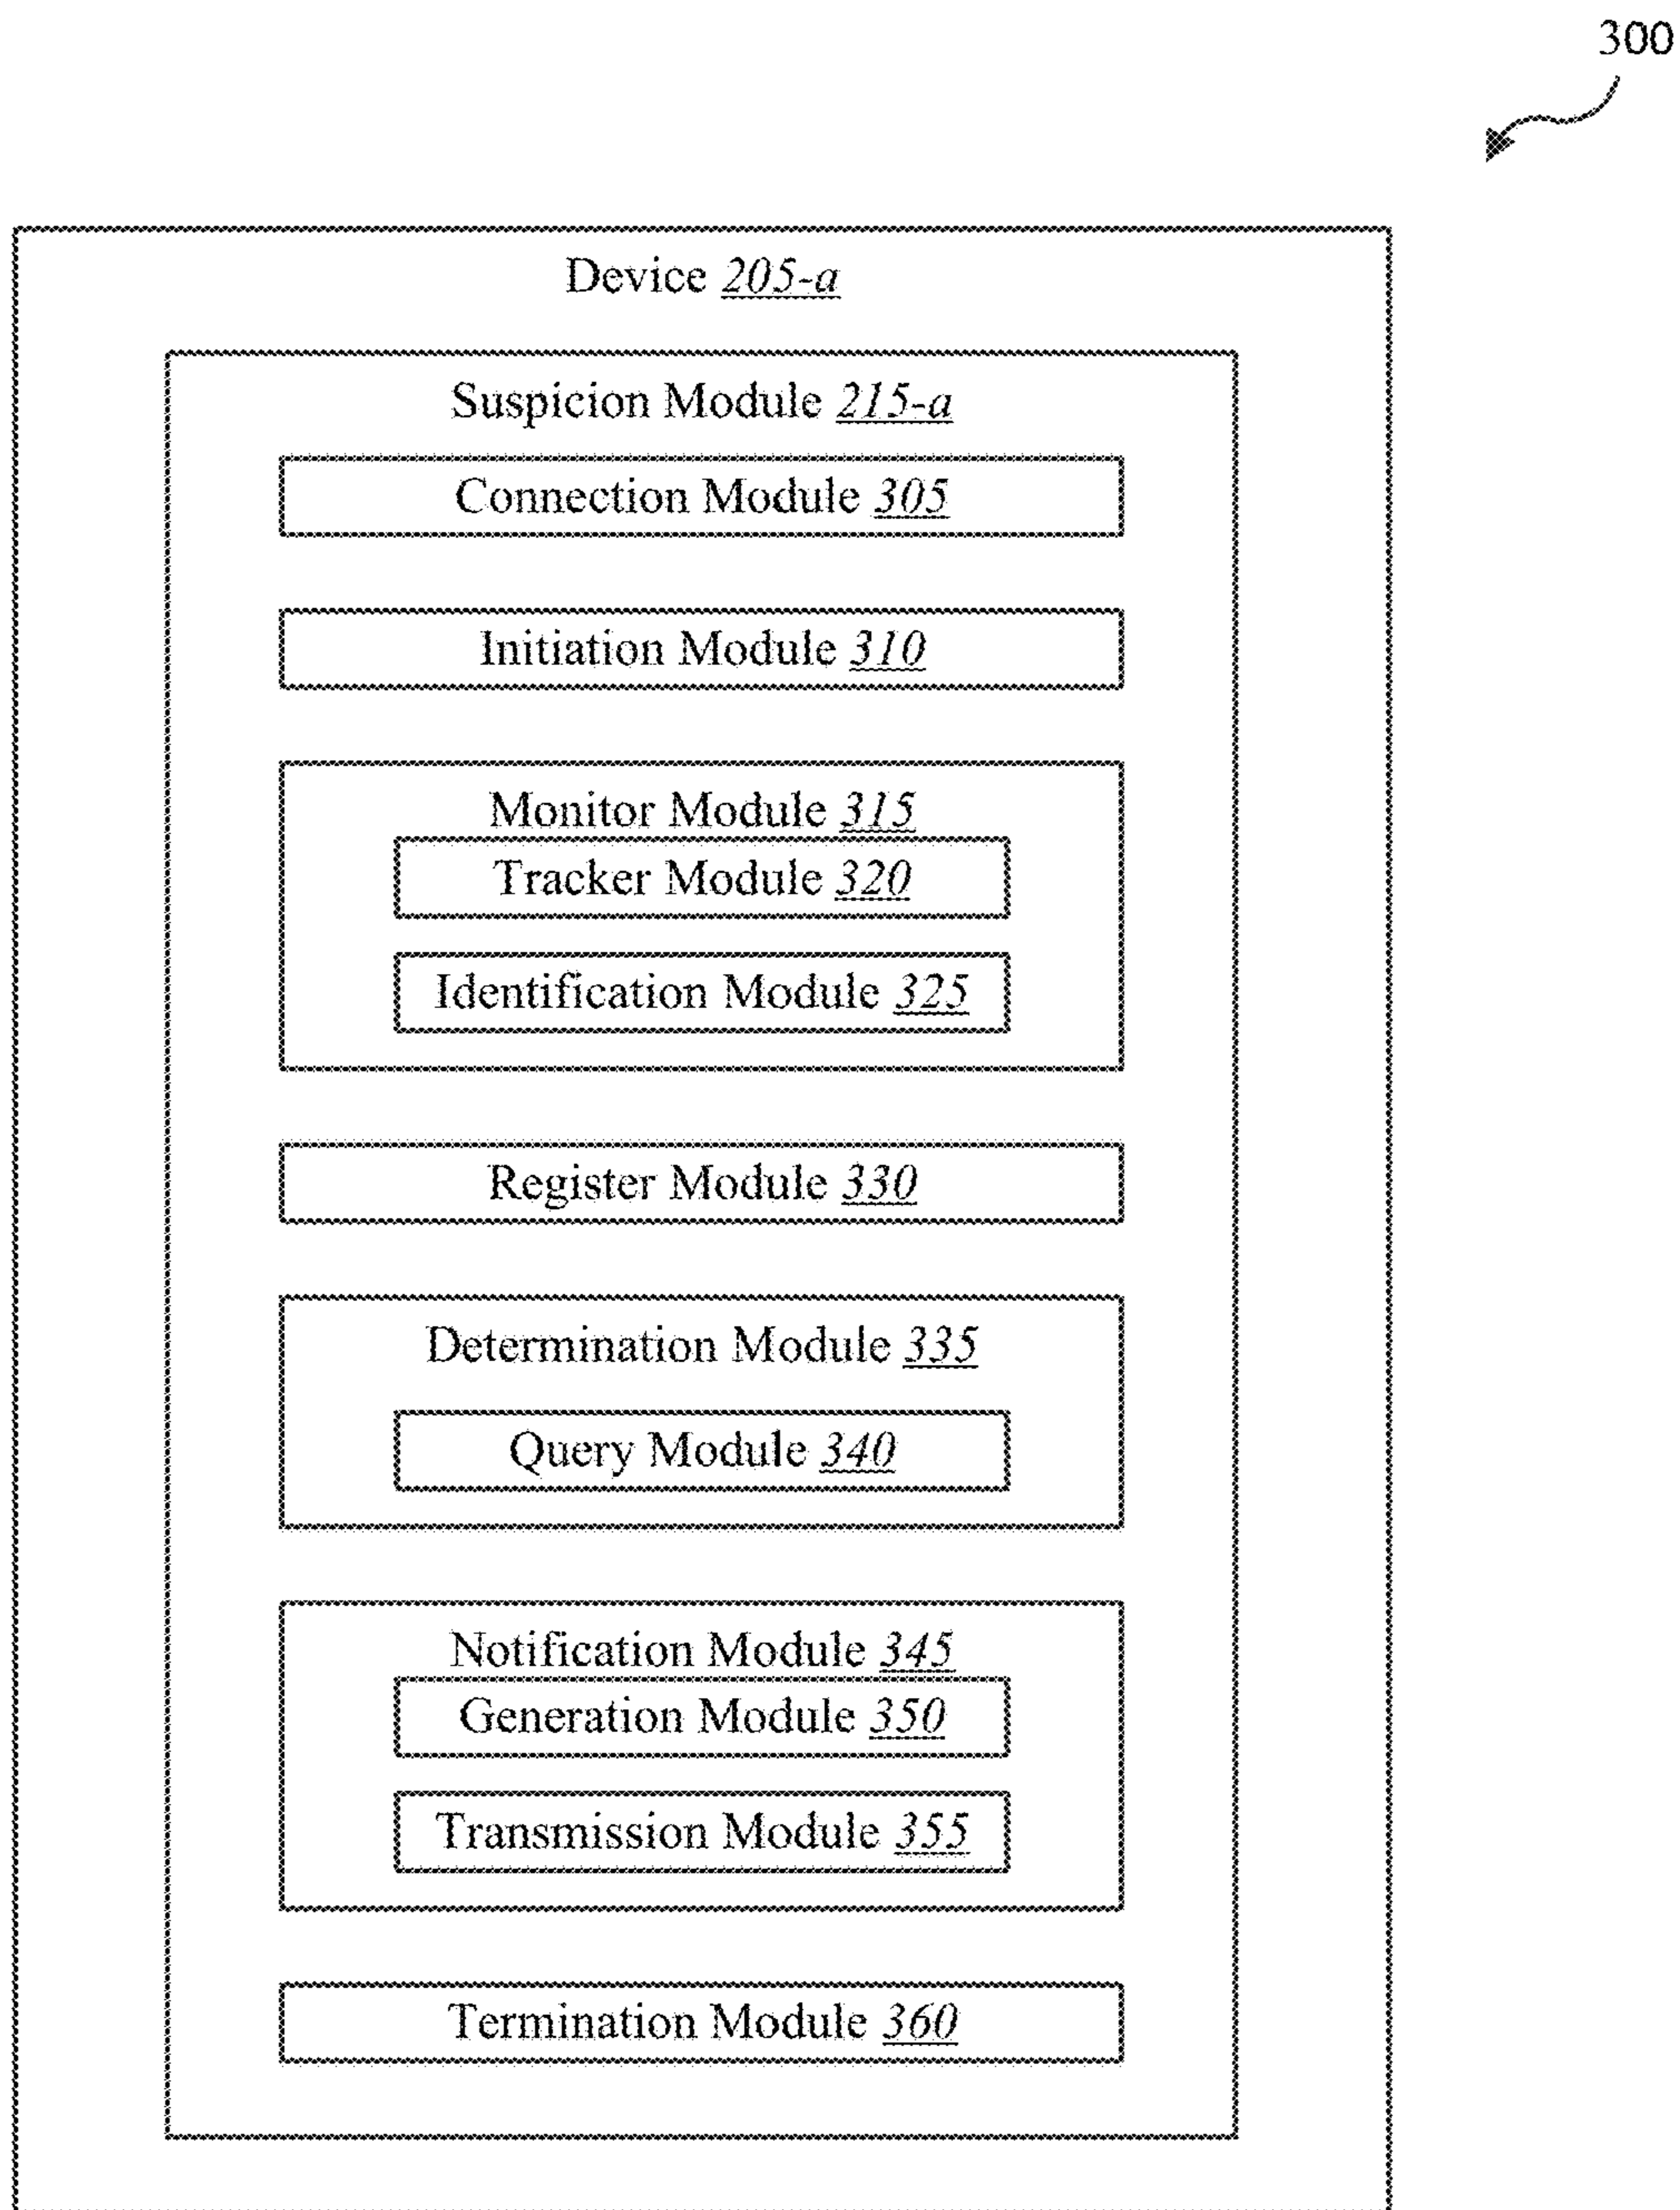 300
Device 205-a
Suspicion Module 215-a
Connection Module 305
Initiation Module 310
Monitor Module 315
Tracker Module 320
Identification Module 325
Register Module 330
Determination Module 335
Query Module 340
Notification Module 345
Generation Module 350
Transmission Module 355
Termination Module 360